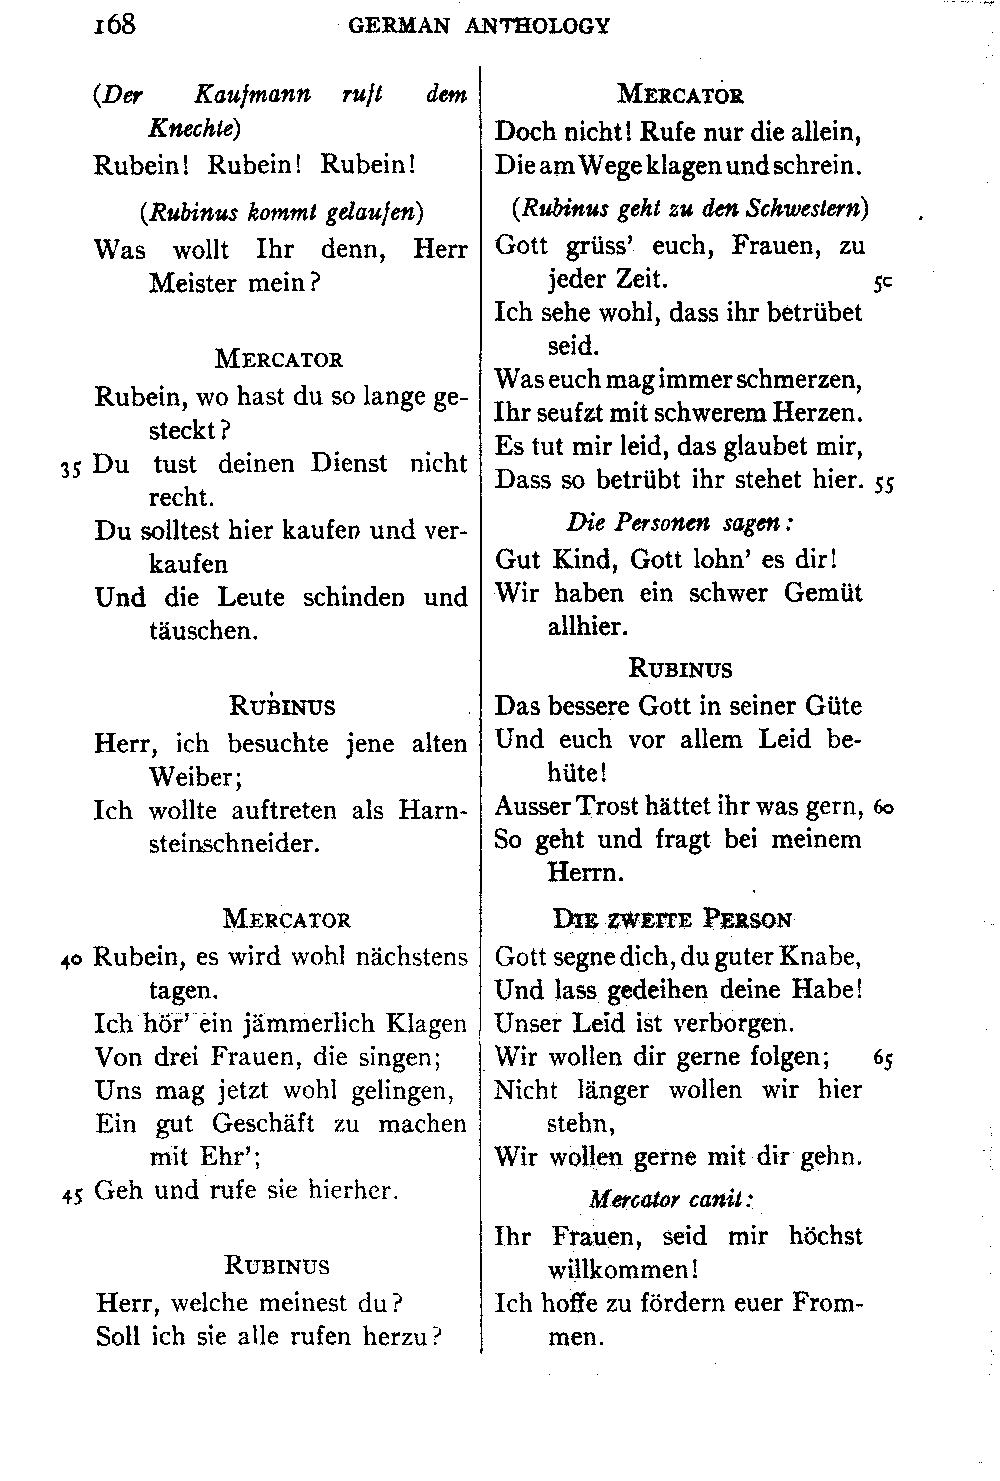 168 GERMAN ANTHOLOGY
(Der Kaufmann ruft dem
Knechte)
Rubein! Rubein! Rubein!
(Rubinus kommt gelaufen)
Was wollt Ihr denn, Herr
Meister mein?
MERCATOR
Rubein, wo hast du so lange ge-
steckt?
35 Du tust deinen Dienst nicht
recht.
Du solltest hier kaufen und ver-
kaufen
Und die Leute schinden und
täuschen.
RUBINUS
Herr, ich besuchte jene alten
Weiber;
Ich wollte auftreten als Harn-
steinschneider.
MERCATOR
40 Rubein, es wird wohl nächstens
tagen.
Ich hör' ein jämmerlich Klagen
Von drei Frauen, die singen;
Uns mag jetzt wohl gelingen,
Ein gut Geschäft zu machen
mit Ehr';
45 Geh und rufe sie hierher.
RUBINUS
Herr, welche meinest du?
Soll ich sie alle rufen herzu?
MERCATOR
Doch nicht! Rufe nur die allein,
Die am Wege klagen und schrein.
(Rubinus geht zu den Schwestern)
Gott grüss' euch, Frauen, zu
jeder Zeit. 50
Ich sehe wohl, dass ihr betrübet
seid.
Was euch mag immer schmerzen,
Ihr seufzt mit schwerem Herzen.
Es tut mir leid, das glaubet mir,
Dass so betrübt ihr stehet hier. 55
Die Personen sagen:
Gut Kind, Gott lohn' es dir!
Wir haben ein schwer Gemüt
allhier.
RUBINUS
Das bessere Gott in seiner Güte
Und euch vor allem Leid be-
hüte!
Ausser Trost hättet ihr was gern, 60
So geht und fragt bei meinem
Herrn.
DIE ZWEITE PERSON
Gott segne dich, du guter Knabe,
Und lass gedeihen deine Habe!
Unser Leid ist verborgen.
Wir wollen dir gerne folgen; 65
Nicht länger wollen wir hier
stehn,
Wir wollen gerne mit dir gehn.
Mercator canit:
Ihr Frauen, seid mir höchst
willkommen!
Ich hoffe zu fördern euer From-
men.